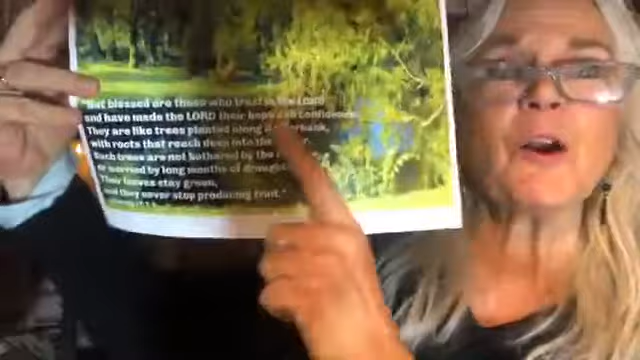 "But blessed are those who trust in the Lord
and have made the LORD their hope and confidence.
They are like trees planted along a riverbank,
with roots that reach deep into the
Such trees are not bothered by the
or worried by long months of drought.
Their leaves stay green,
and they never stop producing fruit."